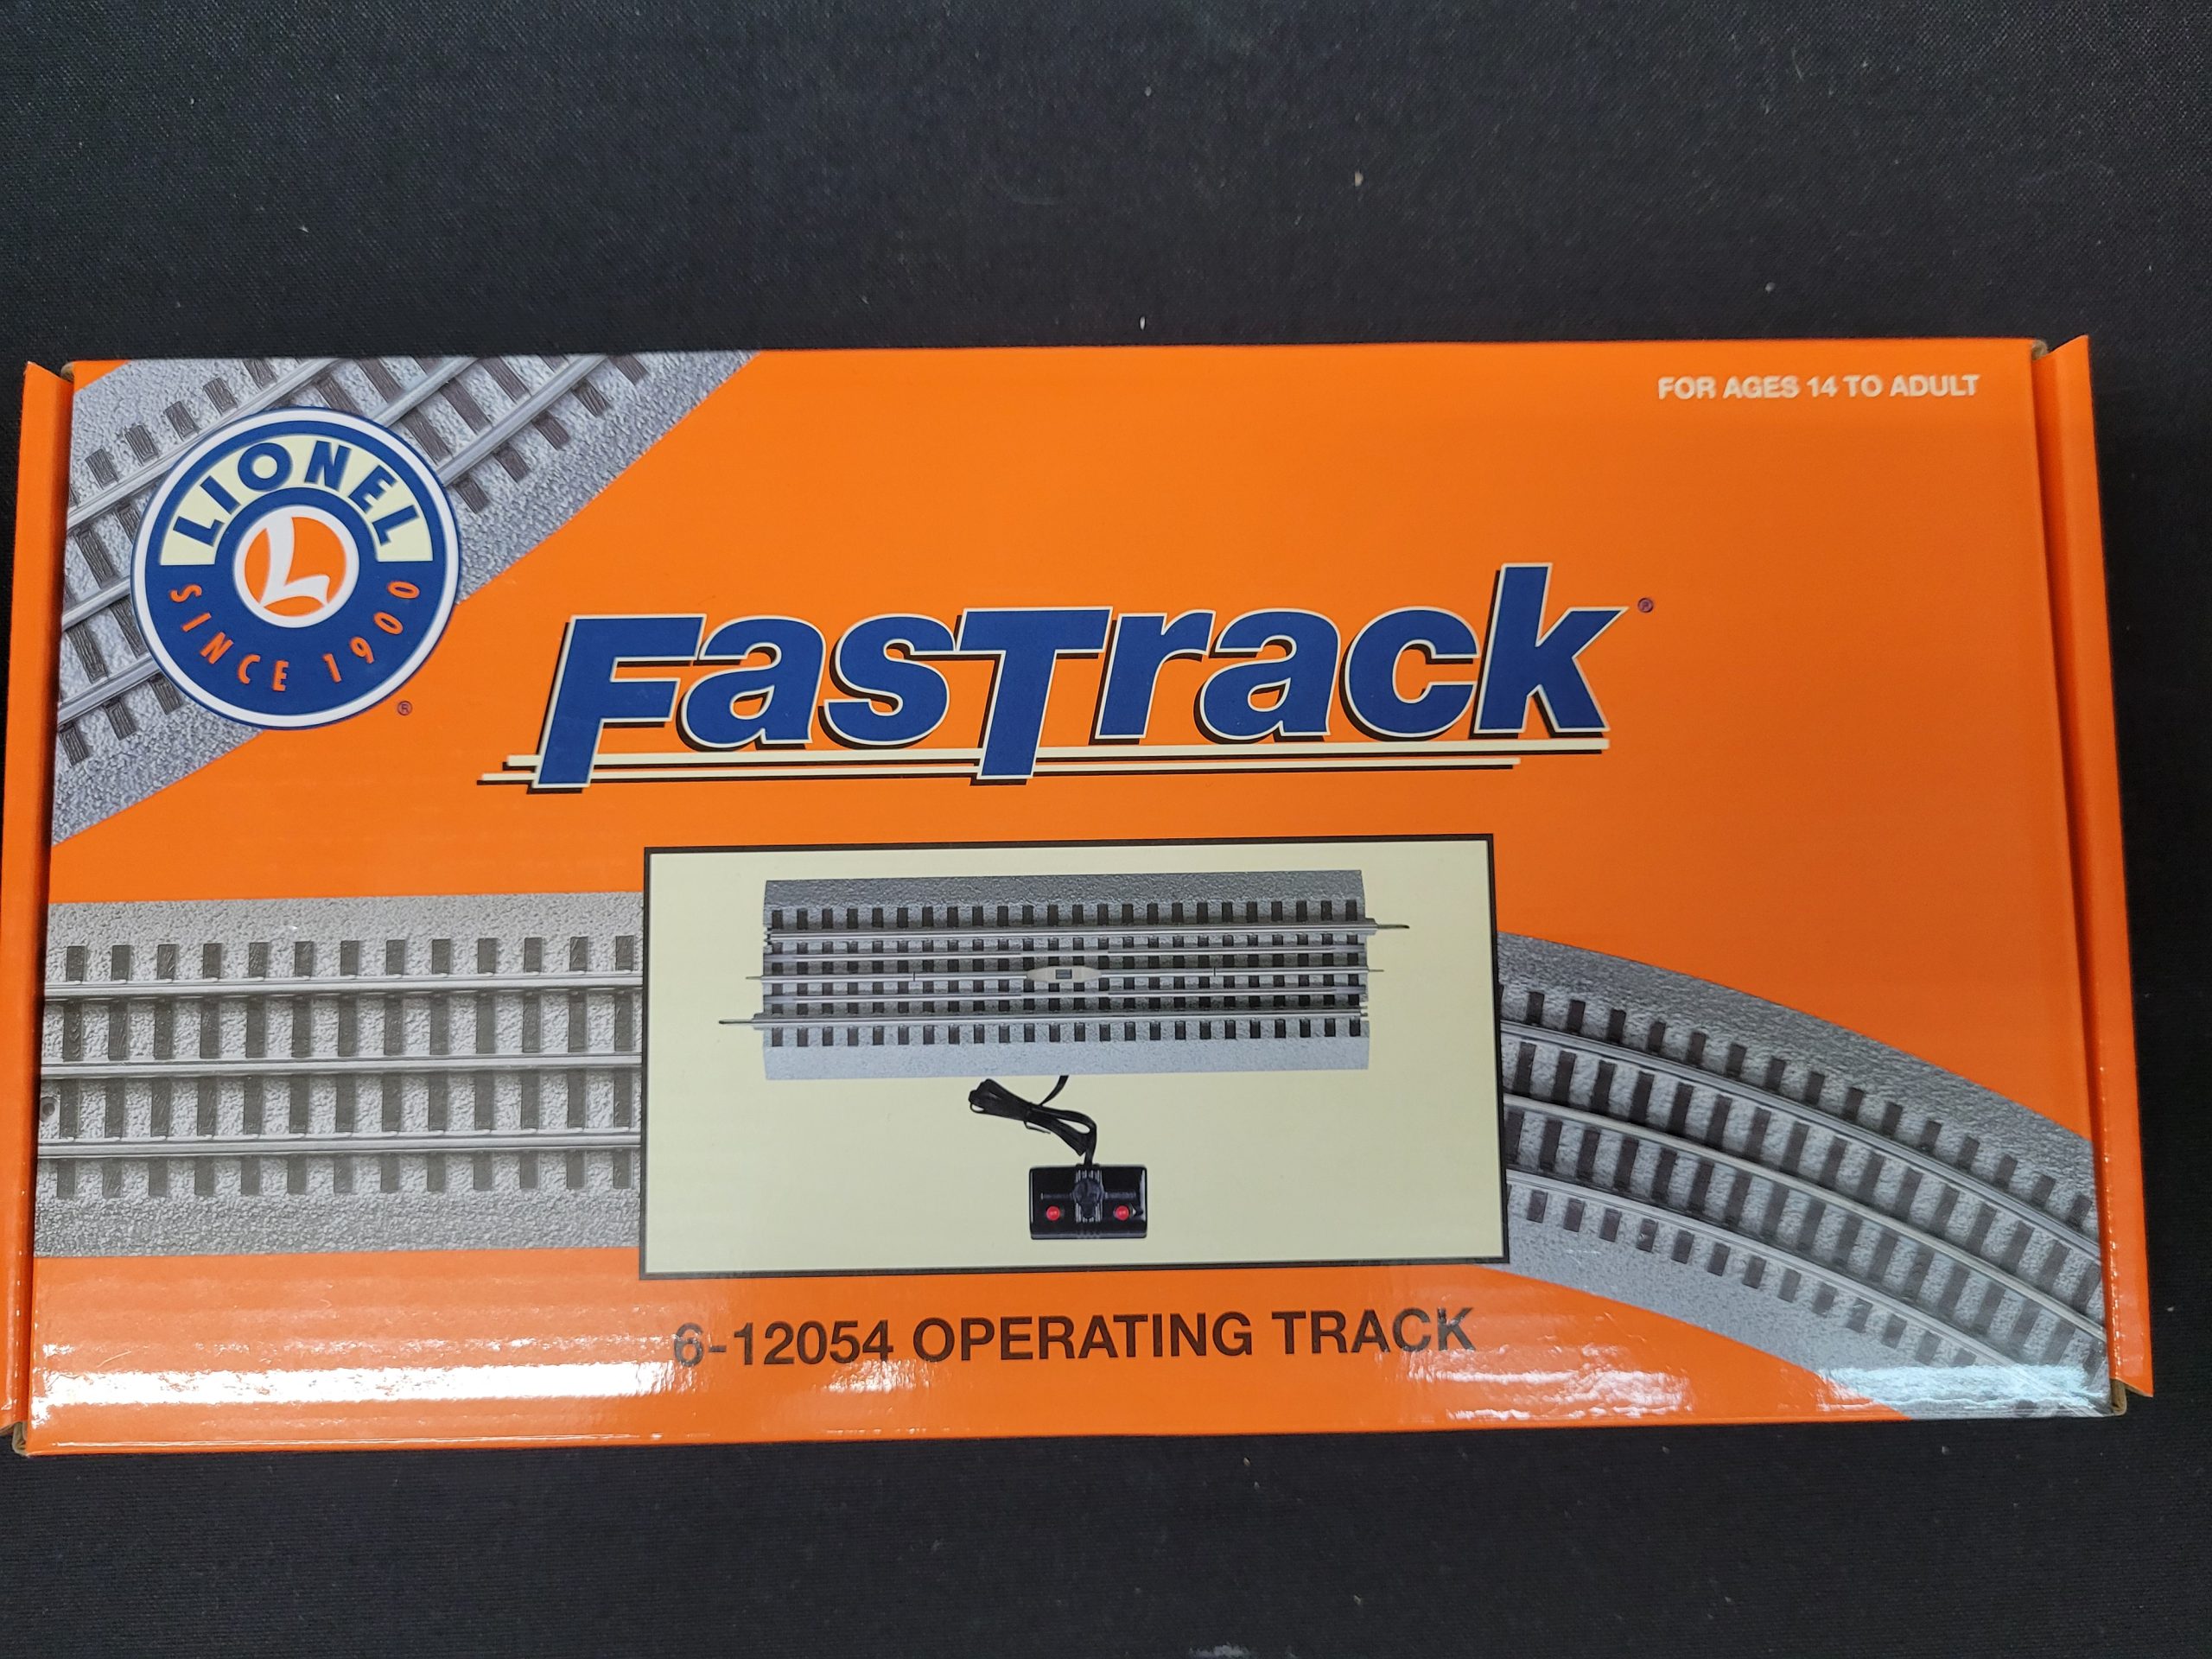 FOR AGES 14 TO ADULT
LIONEL
L
SINCE 1900
®
FasTrack®
6-12054 OPERATING TRACK